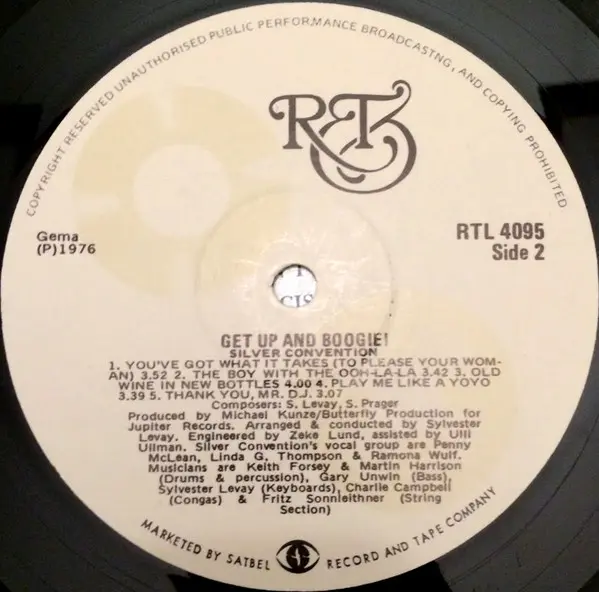 COPYRIGHT RESERVED UNAUTHORISED PUBLIC PERFORMANCE BROADCASTNG, AND COPYING PROHIBITED
RTL 4095
Side 2
Gema
(P)1976
GET UP AND BOOGIE!
SILVER CONVENTION
1. YOU'VE GOT WHAT IT TAKES (TO PLEASE YOUR WOM-
AN) 3.52 2. THE BOY WITH THE OOH-LA-LA 3.42 3. OLD
WINE IN NEW BOTTLES 4.00 4. PLAY ME LIKE A YOYO
3.39 5. THANK YOU, MR. D.J. 3.07
Composers: S. Levay, S. Prager
Produced by Michael Kunze/Butterfly Production for
Jupiter Records. Arranged & conducted by Sylvester
Levay. Engineered by Zeke Lund, assisted by Ulli
Ullman. Silver Convention's vocal group are Penny
McLean, Linda G. Thompson & Ramona Wulf.
Musicians are Keith Forsey & Martin Harrison
(Drums & percussion), Gary Unwin (Bass),
Sylvester Levay (Keyboards), Charlie Campbell
(Congas) & Fritz Sonnleithner (String
Section)
MARKETED BY SATBEL RECORD AND TAPE COMPANY